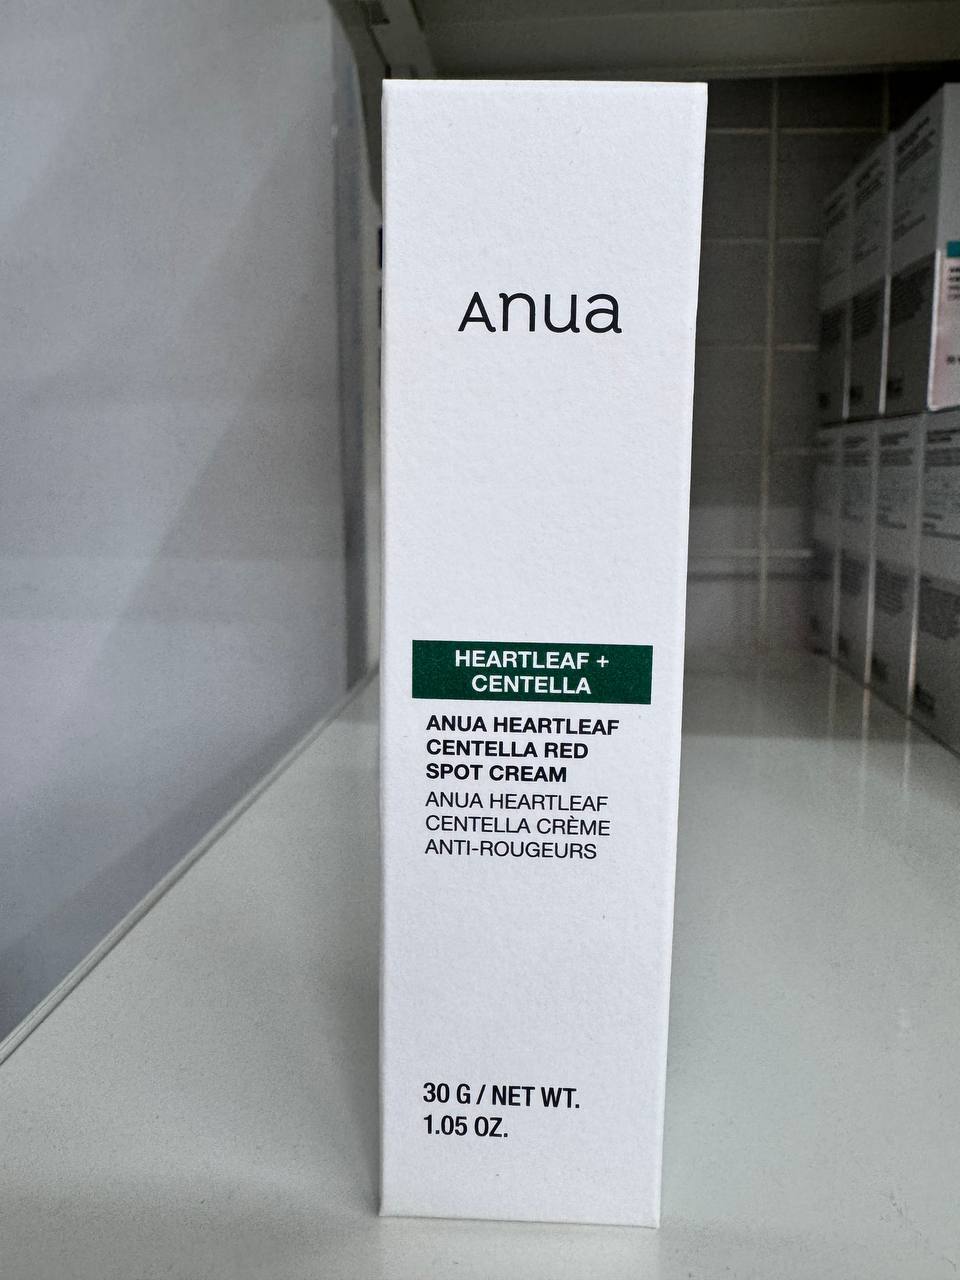 Anua
HEARTLEAF +
CENTELLA
ANUA HEARTLEAF
CENTELLA RED
SPOT CREAM
ANUA HEARTLEAF
CENTELLA CRÈME
ANTI-ROUGEURS
30 G / NET WT.
1.05 OZ.